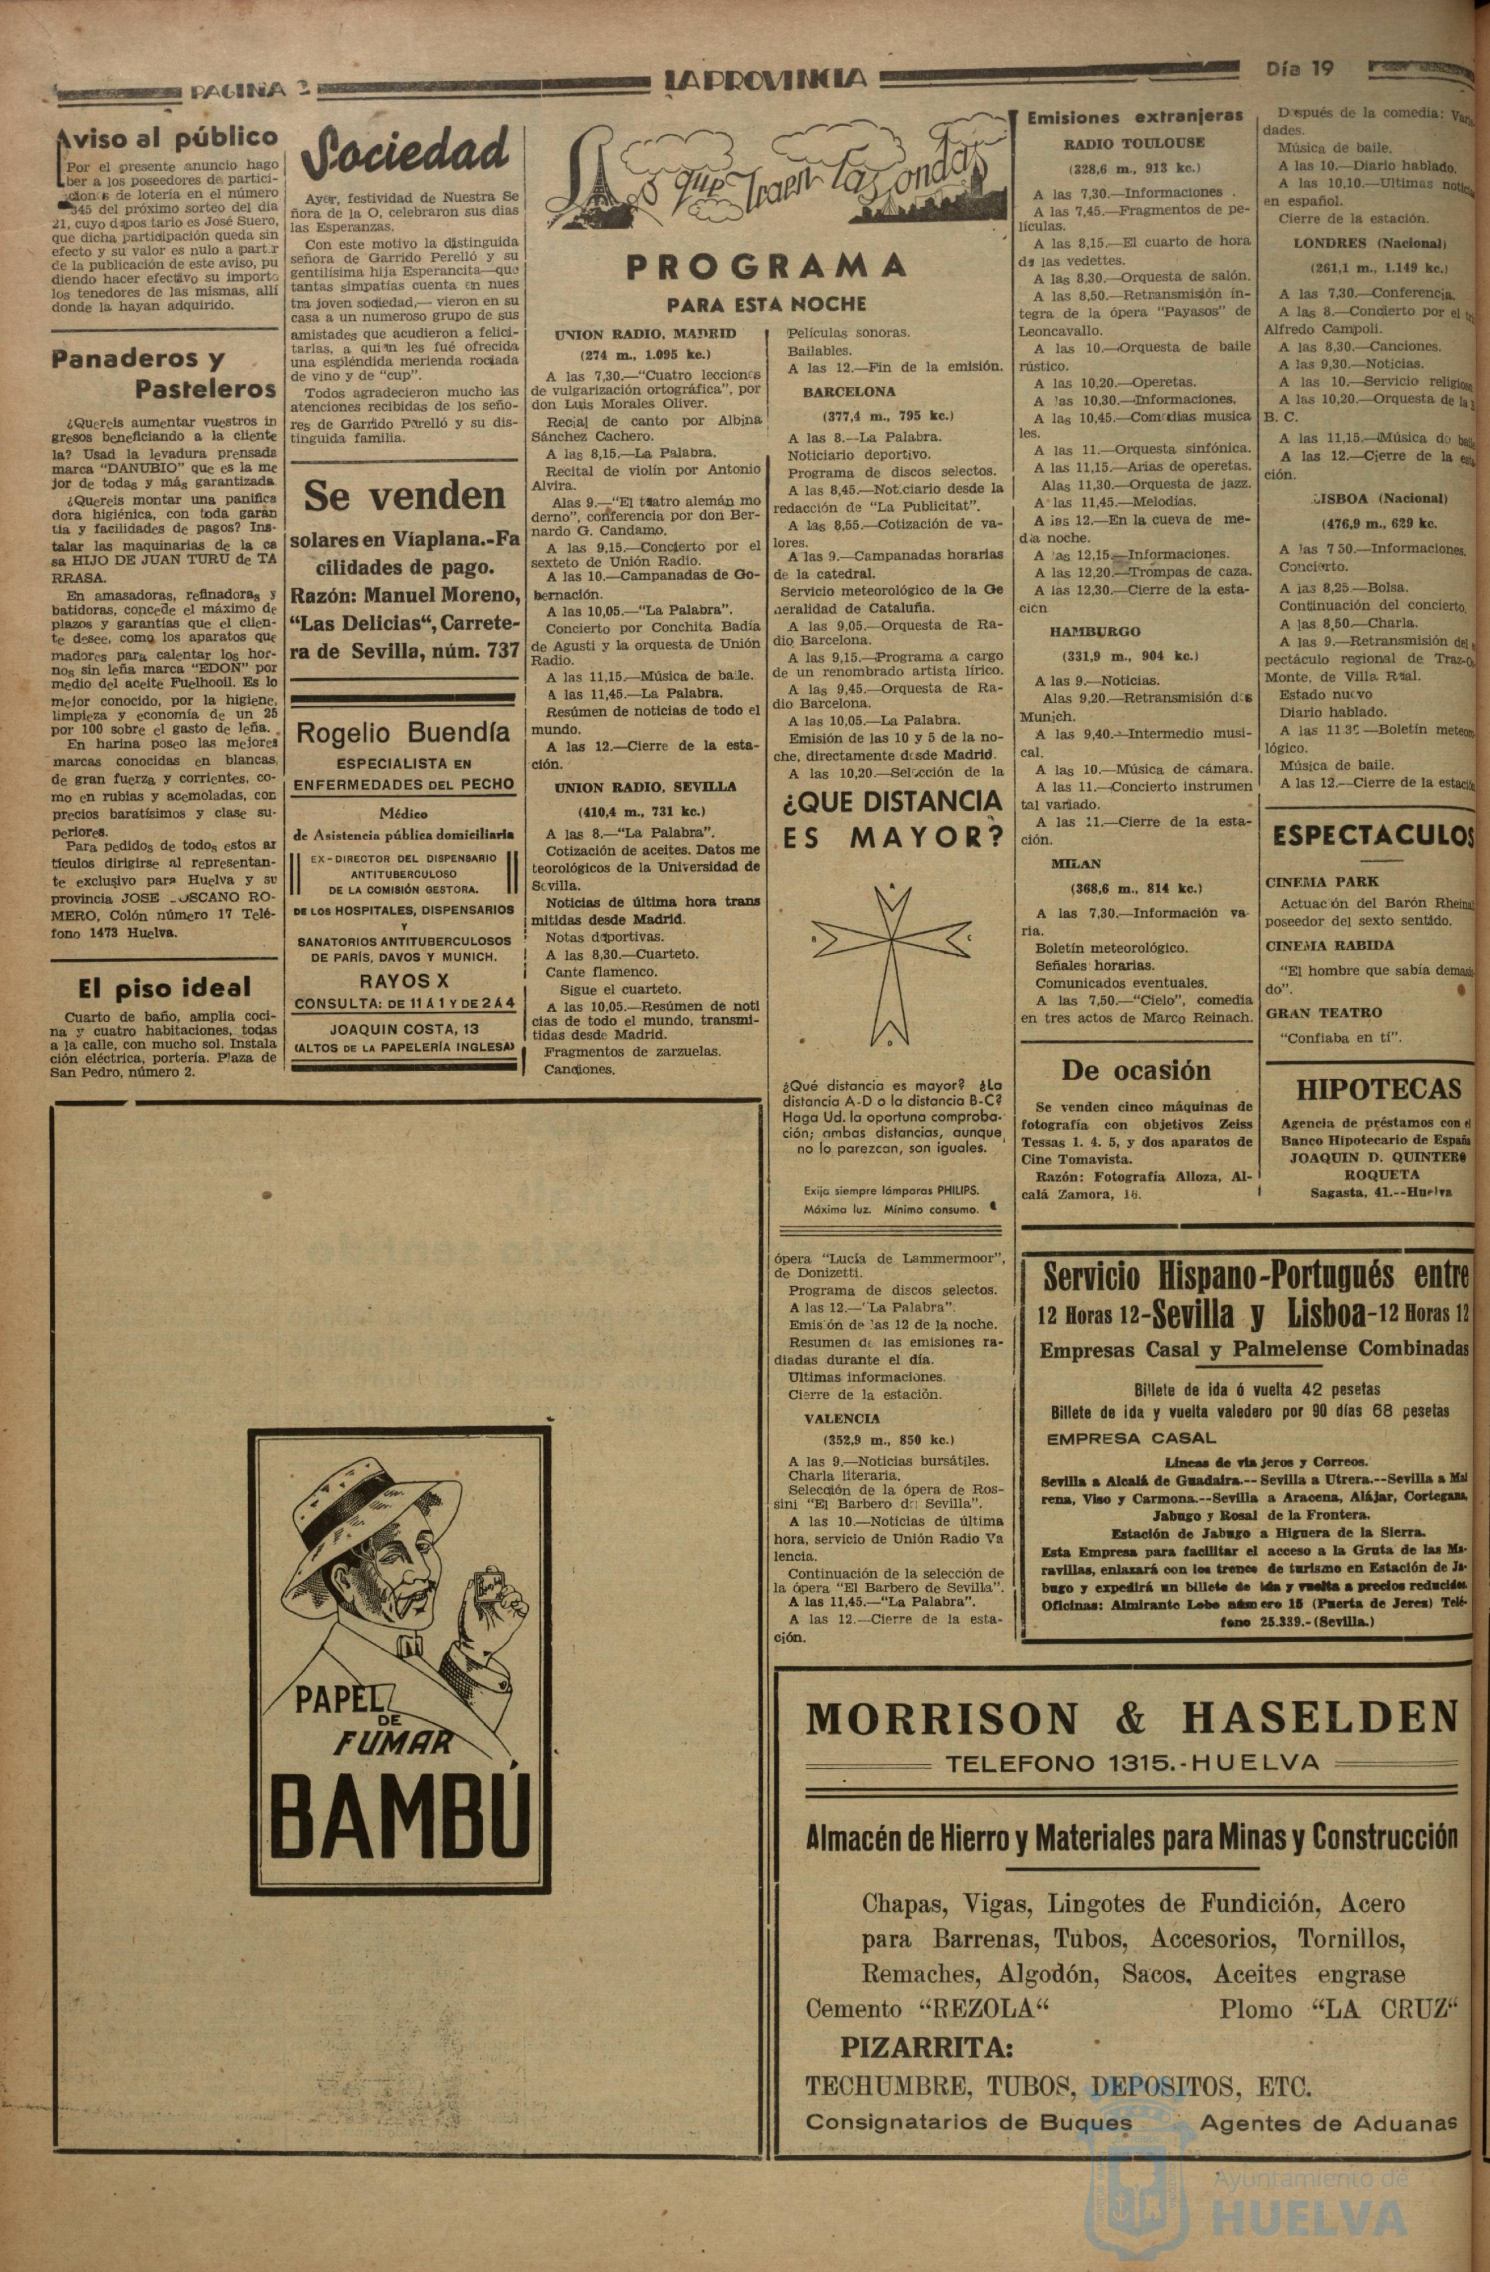 PAGINA 2
LA PROVINCIA
Día 19
Aviso al público
Por el presente anuncio hago
ber a los poseedores de partici-
ciones de lotería en el número
345 del próximo sorteo del día
21, cuyo depositario es José Suero,
que dicha participación queda sin
efecto y su valor es nulo a partir
de la publicación de este aviso, pu
diendo hacer efectivo su importe
los tenedores de las mismas, allí
donde la hayan adquirido.
Panaderos y
Pasteleros
¿Quereis aumentar vuestros in
gresos beneficiando a la cliente
la? Usad la levadura prensada
marca "DANUBIO" que es la me
jor de todas y más garantizada
¿Quereis montar una panifica
dora higiénica, con toda garan
tía y facilidades de pagos? Ins-
talar las maquinarias de la ca
sa HIJO DE JUAN TURU de TA
RRASA.
En amasadoras, refinadoras y
batidoras, concede el máximo de
plazos y garantías que el clien-
te desee, como los aparatos que
madores para calentar los hor-
nos sin leña marca "EDON" por
medio del aceite Fuelhooil. Es lo
mejor conocido, por la higiene,
limpieza y economía de un 25
por 100 sobre el gasto de leña.
En harina poseo las mejores
marcas conocidas en blancas,
de gran fuerza y corrientes, co-
mo en rubias y acemoladas, con
precios baratísimos y clase su-
periores.
Para pedidos de todos estos ar
tículos dirigirse al representan-
te exclusivo para Huelva y su
provincia JOSE TOSCANO RO-
MERO, Colón número 17 Telé-
fono 1473 Huelva.
El piso ideal
Cuarto de baño, amplia coci-
na y cuatro habitaciones, todas
a la calle, con mucho sol. Instala
ción eléctrica, portería. Plaza de
San Pedro, número 2.
Sociedad
Ayer, festividad de Nuestra Se
ñora de la O, celebraron sus días
las Esperanzas.
Con este motivo la distinguida
señora de Garrido Perelló y su
gentilísima hija Esperancita—que
tantas simpatías cuenta en nues
tra joven sociedad,— vieron en su
casa a un numeroso grupo de sus
amistades que acudieron a felici-
tarlas, a quien les fué ofrecida
una espléndida merienda rociada
de vino y de "cup".
Todos agradecieron mucho las
atenciones recibidas de los seño-
res de Garrido Perelló y su dis-
tinguida familia.
Se venden
solares en Víaplana.-Fa
cilidades de pago.
Razón: Manuel Moreno,
"Las Delicias", Carrete-
ra de Sevilla, núm. 737
Rogelio Buendía
ESPECIALISTA EN
ENFERMEDADES DEL PECHO
Médico
de Asistencia pública domiciliaria
EX-DIRECTOR DEL DISPENSARIO
ANTITUBERCULOSO
DE LA COMISIÓN GESTORA.
DE LOS HOSPITALES, DISPENSARIOS
Y
SANATORIOS ANTITUBERCULOSOS
DE PARÍS, DAVOS Y MUNICH.
RAYOS X
CONSULTA: DE 11 Á 1 Y DE 2 Á 4
JOAQUIN COSTA, 13
(ALTOS DE LA PAPELERÍA INGLESA)
Lo que traen las ondas
PROGRAMA
PARA ESTA NOCHE
UNION RADIO, MADRID
(274 m., 1.095 kc.)
A las 7,30.—"Cuatro lecciones
de vulgarización ortográfica", por
don Luis Morales Oliver.
Recial de canto por Albina
Sánchez Cachero.
A las 8,15.—La Palabra.
Recital de violín por Antonio
Alvira.
Alas 9.—"El teatro alemán mo
derno", conferencia por don Ber-
nardo G. Candamo.
A las 9,15.—Concierto por el
sexteto de Unión Radio.
A las 10.—Campanadas de Go-
bernación.
A las 10,05.—"La Palabra".
Concierto por Conchita Badía
de Agusti y la orquesta de Unión
Radio.
A las 11,15.—Música de baile.
A las 11,45.—La Palabra.
Resúmen de noticias de todo el
mundo.
A las 12.—Cierre de la esta-
ción.
UNION RADIO, SEVILLA
(410,4 m., 731 kc.)
A las 8.—"La Palabra".
Cotización de aceites. Datos me
teorológicos de la Universidad de
Sevilla.
Noticias de última hora trans
mitidas desde Madrid.
Notas deportivas.
A las 8,30.—Cuarteto.
Cante flamenco.
Sigue el cuarteto.
A las 10,05.—Resúmen de noti
cias de todo el mundo, transmi-
tidas desde Madrid.
Fragmentos de zarzuelas.
Canciones.
Películas sonoras.
Bailables.
A las 12.—Fin de la emisión.
BARCELONA
(377,4 m., 795 kc.)
A las 8.—La Palabra.
Noticiario deportivo.
Programa de discos selectos.
A las 8,45.—Noticiario desde la
redacción de "La Publicitat".
A las 8,55.—Cotización de va-
lores.
A las 9.—Campanadas horarias
de la catedral.
Servicio meteorológico de la Ge
neralidad de Cataluña.
A las 9,05.—Orquesta de Ra-
dio Barcelona.
A las 9,15.—Programa a cargo
de un renombrado artista lírico.
A las 9,45.—Orquesta de Ra-
dio Barcelona.
A las 10,05.—La Palabra.
Emisión de las 10 y 5 de la no-
che, directamente desde Madrid.
A las 10,20.—Selección de la
¿QUE DISTANCIA
ES MAYOR?
A
B
C
D
¿Qué distancia es mayor? ¿La
distancia A-D o la distancia B-C?
Haga Ud. la oportuna comproba-
ción; ambas distancias, aunque
no lo parezcan, son iguales.
Exija siempre lámparas PHILIPS.
Máxima luz. Mínimo consumo.
ópera "Lucía de Lammermoor",
de Donizetti.
Programa de discos selectos.
A las 12.—"La Palabra".
Emisión de las 12 de la noche.
Resumen de las emisiones ra-
diadas durante el día.
Ultimas informaciones.
Cierre de la estación.
VALENCIA
(352,9 m., 850 kc.)
A las 9.—Noticias bursátiles.
Charla literaria.
Selección de la ópera de Ros-
sini "El Barbero de Sevilla".
A las 10.—Noticias de última
hora, servicio de Unión Radio Va
lencia.
Continuación de la selección de
la ópera "El Barbero de Sevilla".
A las 11,45.—"La Palabra".
A las 12.—Cierre de la esta-
ción.
Emisiones extranjeras
RADIO TOULOUSE
(328,6 m., 913 kc.)
A las 7,30.—Informaciones.
A las 7,45.—Fragmentos de pe-
lículas.
A las 8,15.—El cuarto de hora
de las vedettes.
A las 8,30.—Orquesta de salón.
A las 8,50.—Retransmisión ín-
tegra de la ópera "Payasos" de
Leoncavallo.
A las 10.—Orquesta de baile
rústico.
A las 10,20.—Operetas.
A las 10,30.—Informaciones.
A las 10,45.—Comedias musica
les.
A las 11.—Orquesta sinfónica.
A las 11,15.—Arias de operetas.
Alas 11,30.—Orquesta de jazz.
A las 11,45.—Melodías.
A las 12.—En la cueva de me-
dia noche.
A las 12,15.—Informaciones.
A las 12,20.—Trompas de caza.
A las 12,30.—Cierre de la esta-
ción
HAMBURGO
(331,9 m., 904 kc.)
A las 9.—Noticias.
Alas 9,20.—Retransmisión des
Munich.
A las 9,40.—Intermedio musi-
cal.
A las 10.—Música de cámara.
A las 11.—Concierto instrumen
tal variado.
A las 11.—Cierre de la esta-
ción.
MILAN
(368,6 m., 814 kc.)
A las 7,30.—Información va-
ria.
Boletín meteorológico.
Señales horarias.
Comunicados eventuales.
A las 7,50.—"Cielo", comedia
en tres actos de Marco Reinach.
De ocasión
Se venden cinco máquinas de
fotografía con objetivos Zeiss
Tessas 1. 4. 5, y dos aparatos de
Cine Tomavista.
Razón: Fotografía Alloza, Al-
calá Zamora, 16.
Después de la comedia: Varie
dades.
Música de baile.
A las 10.—Diario hablado.
A las 10,10.—Ultimas noticias
en español.
Cierre de la estación.
LONDRES (Nacional)
(261,1 m., 1.149 kc.)
A las 7,30.—Conferencia.
A las 8.—Concierto por el
Alfredo Campoli.
A las 8,30.—Canciones.
A las 9,30.—Noticias.
A las 10.—Servicio religioso
A las 10,20.—Orquesta de la
B. C.
A las 11,15.—Música de baile
A las 12.—Cierre de la esta
ción.
LISBOA (Nacional)
(476,9 m., 629 kc.
A las 7 50.—Informaciones.
Concierto.
A las 8,25—Bolsa.
Continuación del concierto.
A las 8,50.—Charla.
A las 9.—Retransmisión del
pectáculo regional de Traz-Os
Monte, de Villa Real.
Estado nuevo
Diario hablado.
A las 11 30—Boletín meteoro
lógico.
Música de baile.
A las 12.—Cierre de la estación
ESPECTACULOS
CINEMA PARK
Actuación del Barón Rheinal
poseedor del sexto sentido.
CINEMA RABIDA
"El hombre que sabía demasia
do".
GRAN TEATRO
"Confiaba en tí".
HIPOTECAS
Agencia de préstamos con el
Banco Hipotecario de España
JOAQUIN D. QUINTERO
ROQUETA
Sagasta, 41.--Huelva
Servicio Hispano-Portugués entre
12 Horas 12-Sevilla y Lisboa-12 Horas 12
Empresas Casal y Palmelense Combinadas
Billete de ida ó vuelta 42 pesetas
Billete de ida y vuelta valedero por 90 días 68 pesetas
EMPRESA CASAL
Líneas de viajeros y Correos.
Sevilla a Alcalá de Guadaira.--Sevilla a Utrera.--Sevilla a Mai
rena, Viso y Carmona.--Sevilla a Aracena, Alájar, Cortegana,
Jabugo y Rosal de la Frontera.
Estación de Jabugo a Higuera de la Sierra.
Esta Empresa para facilitar el acceso a la Gruta de las Ma-
ravillas, enlazará con los trenes de turismo en Estación de Ja-
bugo y expedirá un billete de ida y vuelta a precios reducidos.
Oficinas: Almirante Lobo número 15 (Puerta de Jerez) Telé-
fono 25.339.-(Sevilla.)
PAPEL
DE
FUMAR
BAMBÚ
MORRISON & HASELDEN
TELEFONO 1315.-HUELVA
Almacén de Hierro y Materiales para Minas y Construcción
Chapas, Vigas, Lingotes de Fundición, Acero
para Barrenas, Tubos, Accesorios, Tornillos,
Remaches, Algodón, Sacos, Aceites engrase
Cemento "REZOLA" Plomo "LA CRUZ"
PIZARRITA:
TECHUMBRE, TUBOS, DEPOSITOS, ETC.
Consignatarios de Buques Agentes de Aduanas
Ayuntamiento de
HUELVA